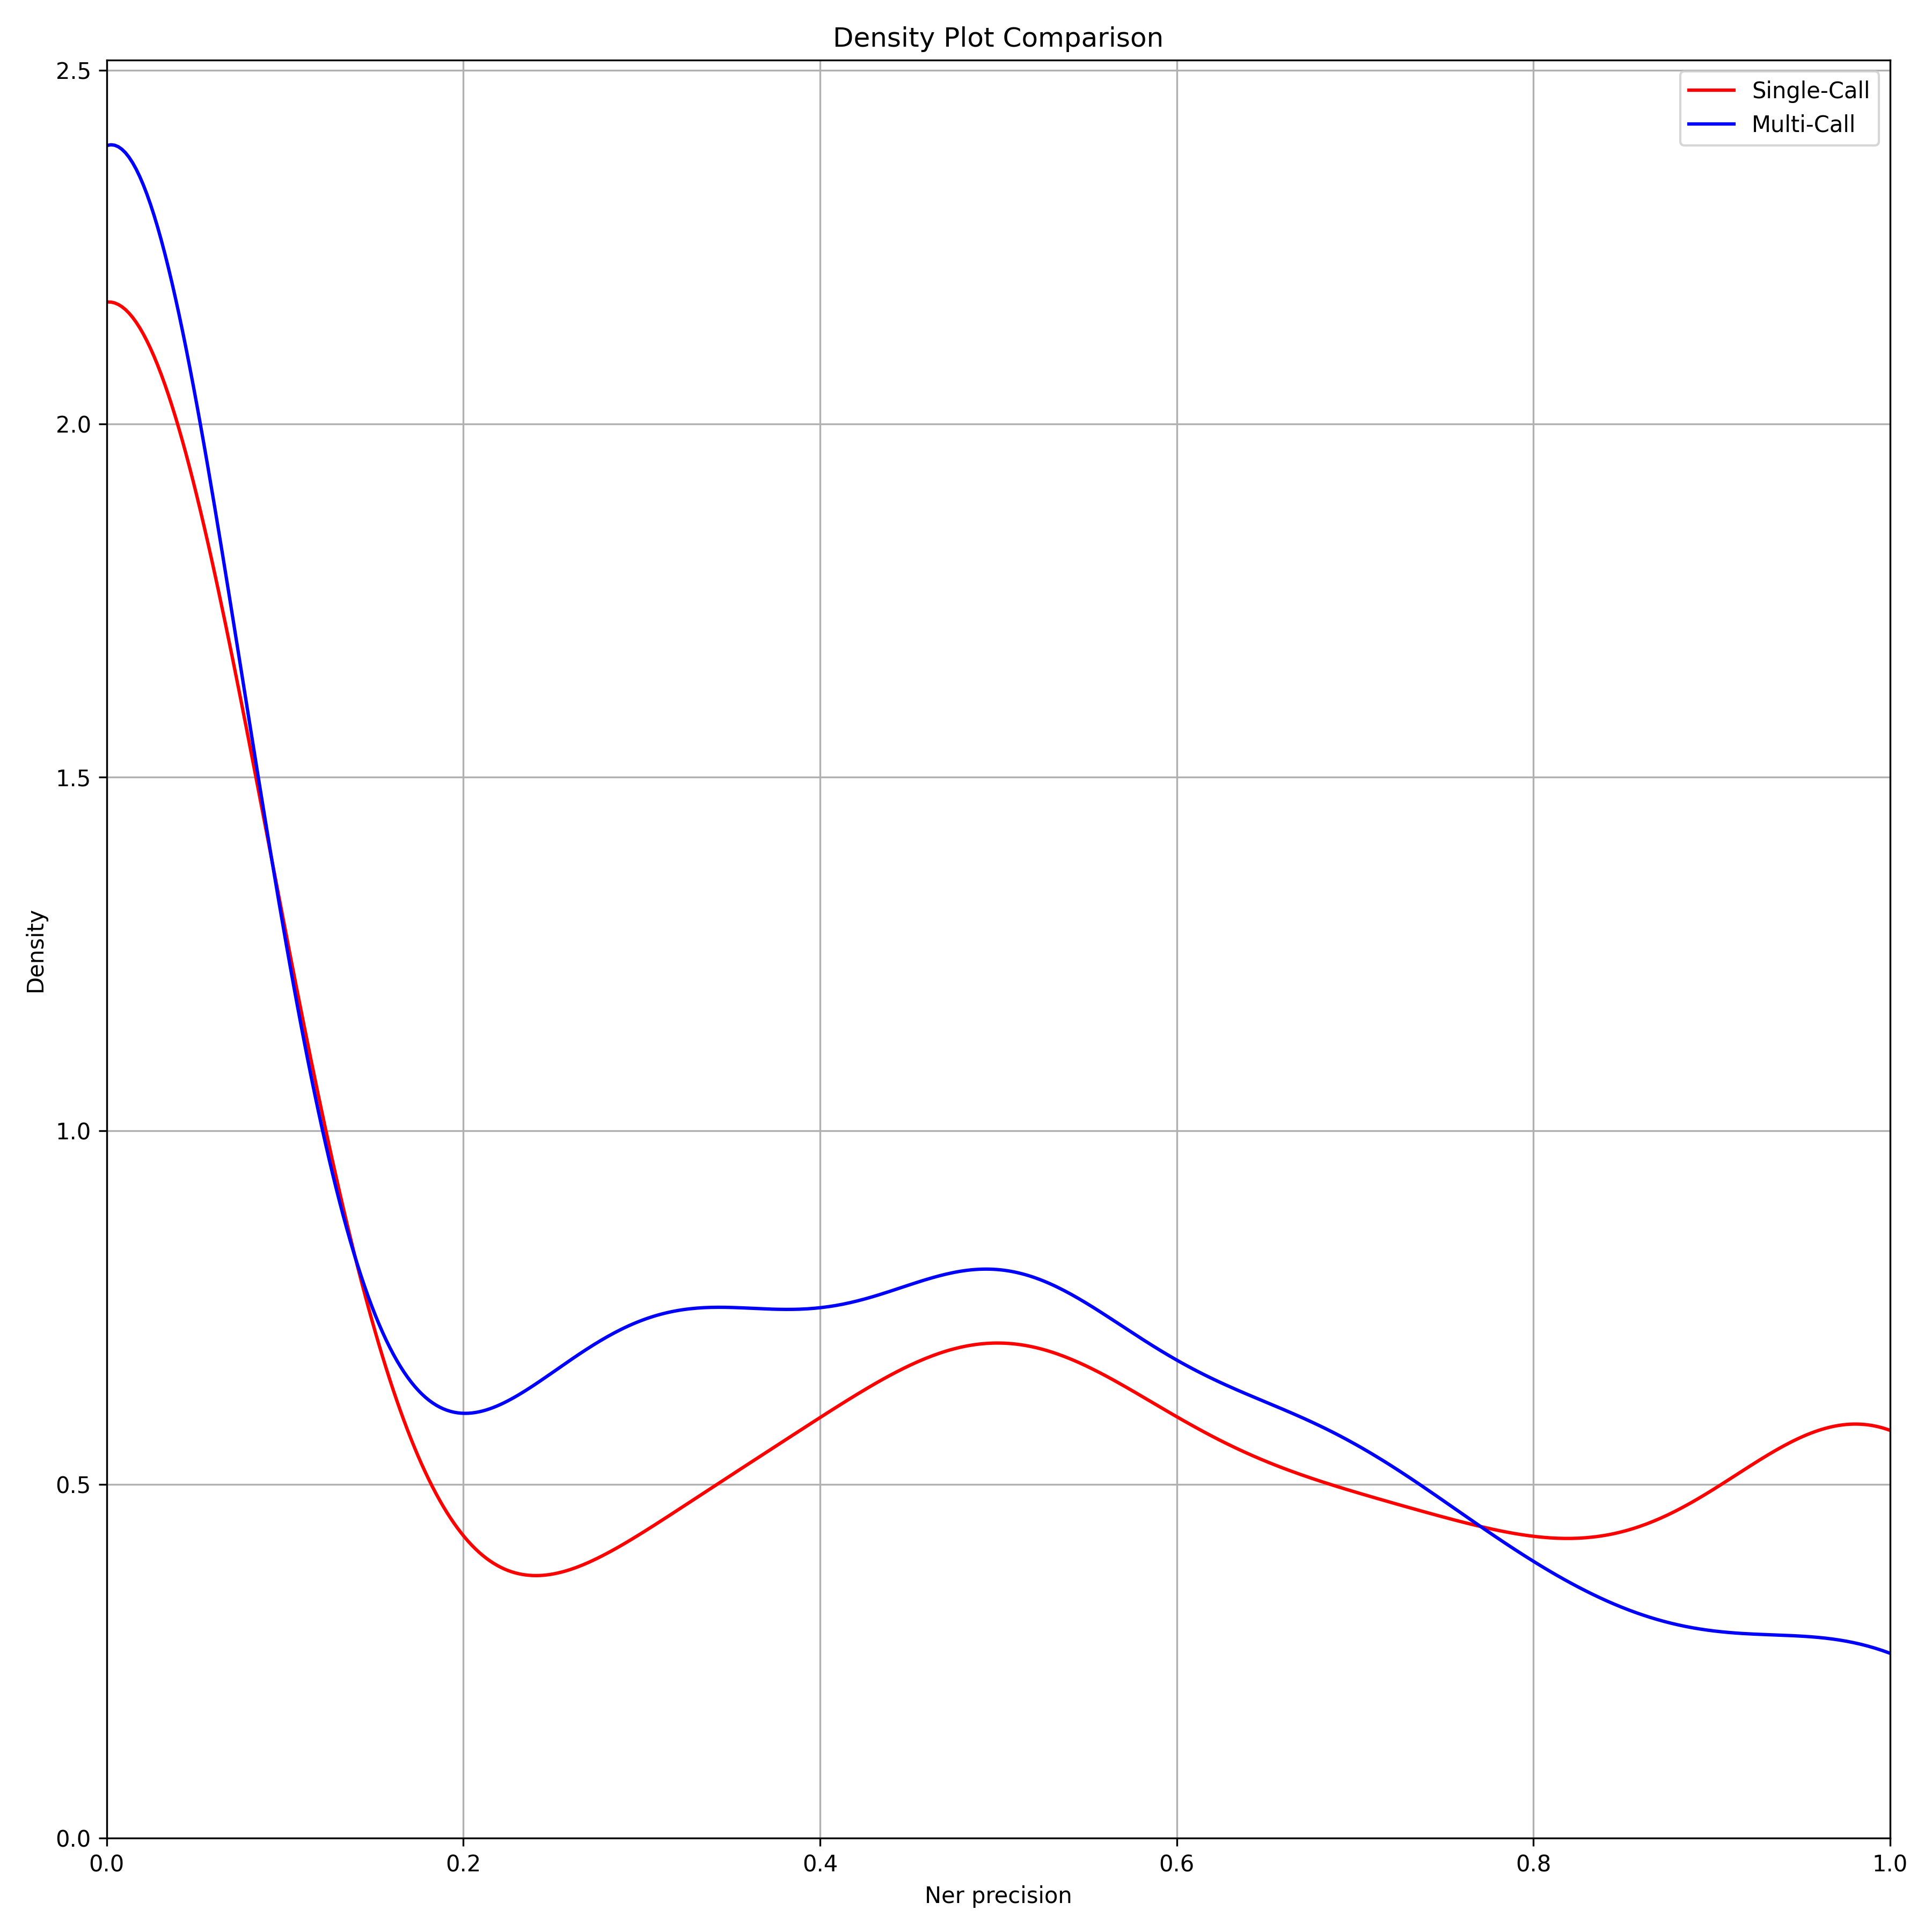 Density Plot Comparison
Single-Call
Multi-Call
2.5
2.0
1.5
1.0
0.5
0.0
Density
0.0 0.2 0.4 0.6 0.8 1.0
Ner precision